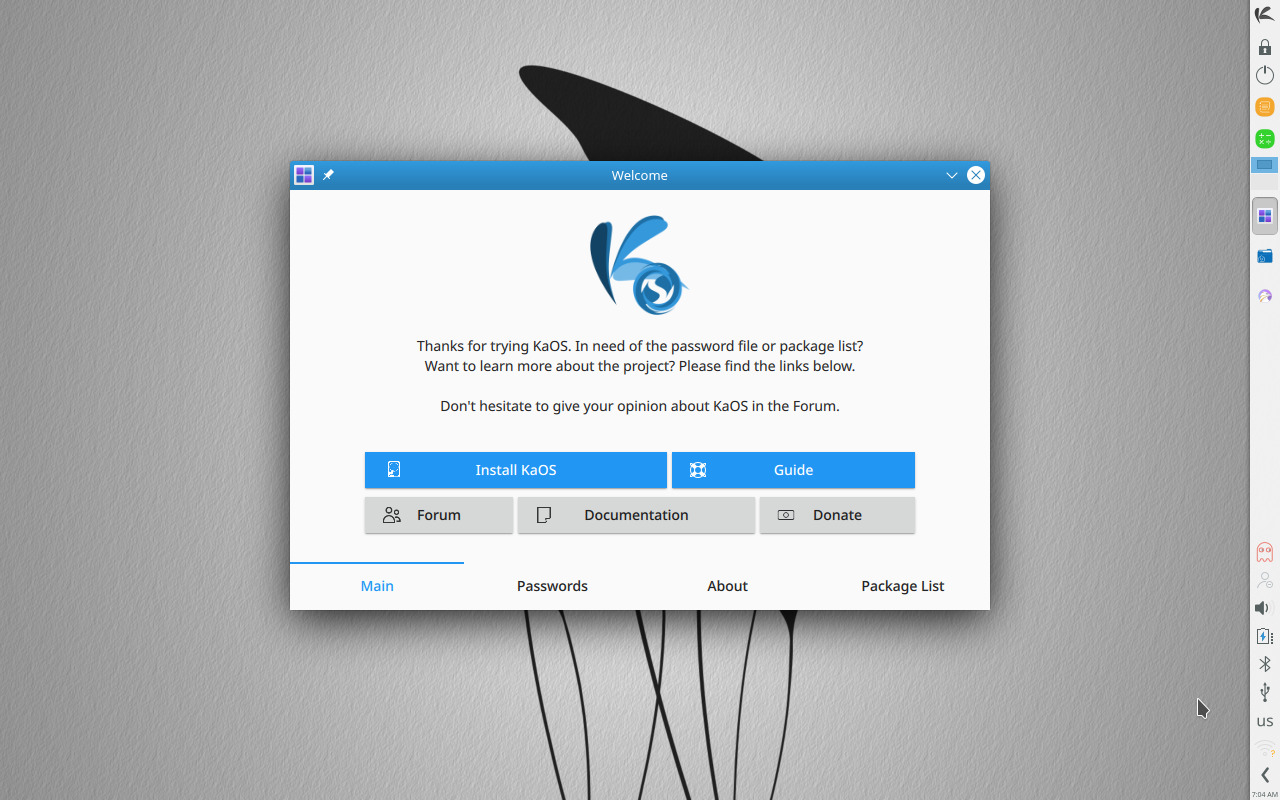 Welcome
Thanks for trying KaOS. In need of the password file or package list?
Want to learn more about the project? Please find the links below.
Don't hesitate to give your opinion about KaOS in the Forum.
Install KaOS
Guide
Forum
Documentation
Donate
Main
Passwords
About
Package List
us
7:04 AM